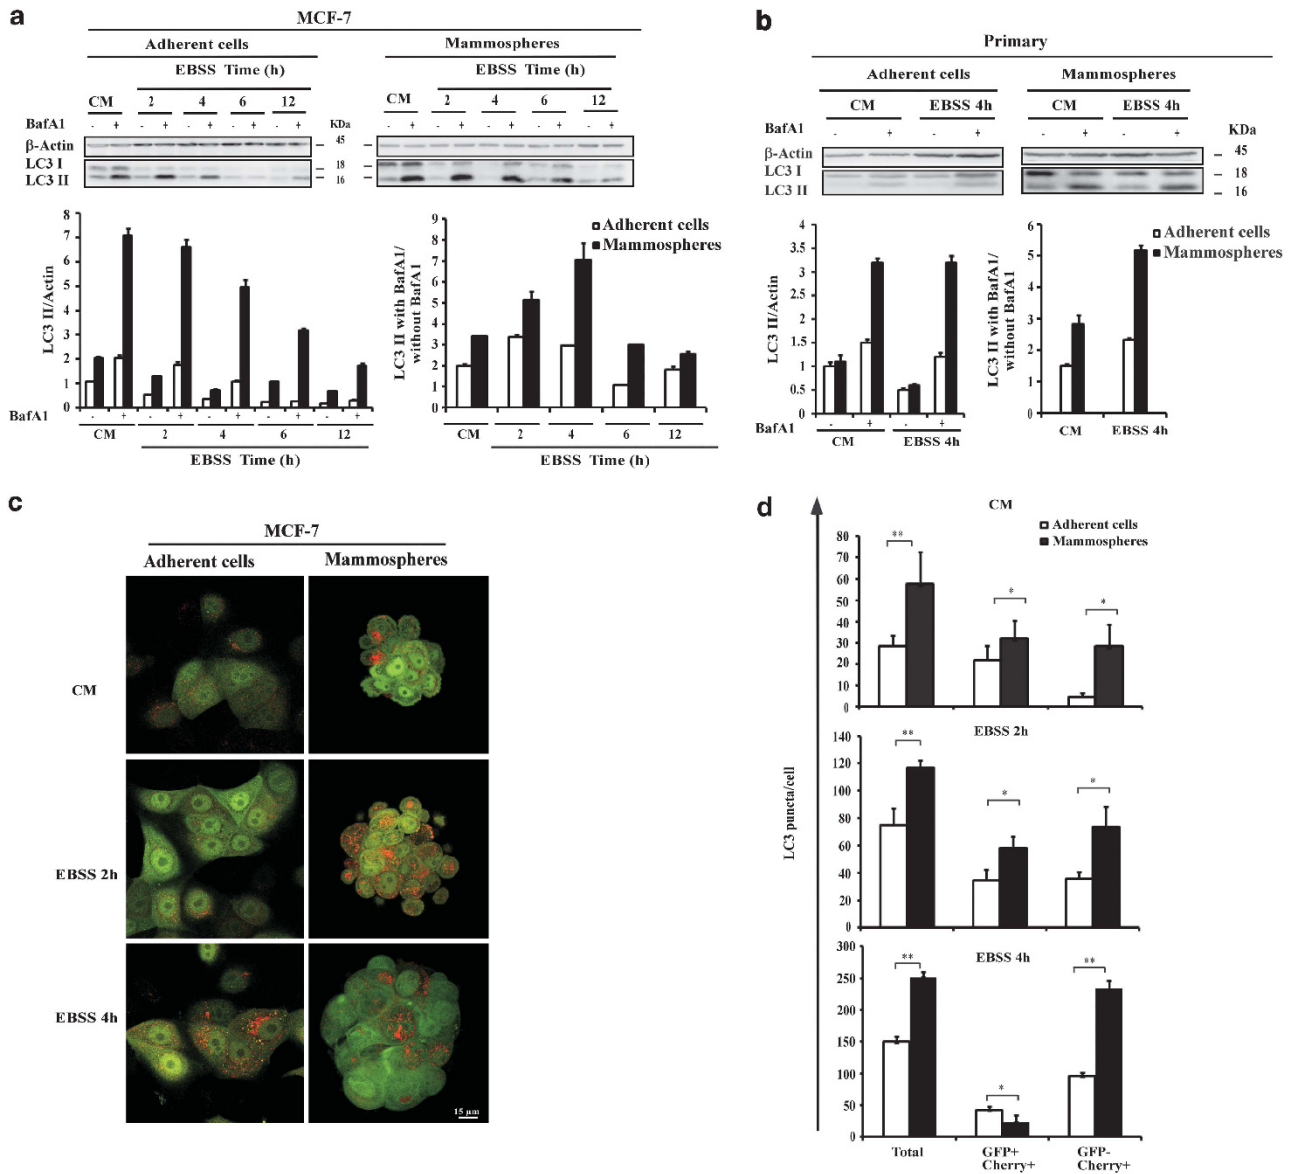 a
MCF-7
Adherent cells Mammospheres
EBSS Time (h) EBSS Time (h)
CM 2 4 6 12 CM 2 4 6 12
BafA1 - + - + - + - + - + KDa - + - + - + - + - +
β-Actin 45
LC3 I 18
LC3 II 16
8
7
6
5
4
3
2
1
0
LC3 II/Actin
BafA1 - + - + - + - + - +
CM 2 4 6 12
EBSS Time (h)
9
8
7
6
5
4
3
2
1
0
LC3 II with BafA1/
without BafA1
Adherent cells
Mammospheres
CM 2 4 6 12
EBSS Time (h)
b
Primary
Adherent cells Mammospheres
CM EBSS 4h CM EBSS 4h
BafA1 - + - + - + - + KDa
β-Actin 45
LC3 I 18
LC3 II 16
4
3.5
3
2.5
2
1.5
1
0.5
0
LC3 II/Actin
BafA1 - + - +
CM EBSS 4h
6
5
4
3
2
1
0
LC3 II with BafA1/
without BafA1
Adherent cells
Mammospheres
CM EBSS 4h
c
MCF-7
Adherent cells Mammospheres
CM
EBSS 2h
EBSS 4h
15 µm
d
CM
Adherent cells
Mammospheres
80
70
60
50
40
30
20
10
0
** * *
EBSS 2h
140
120
100
80
60
40
20
0
** * *
LC3 puncta/cell
EBSS 4h
300
250
200
150
100
50
0
** * **
Total GFP+ GFP-
Cherry+ Cherry+